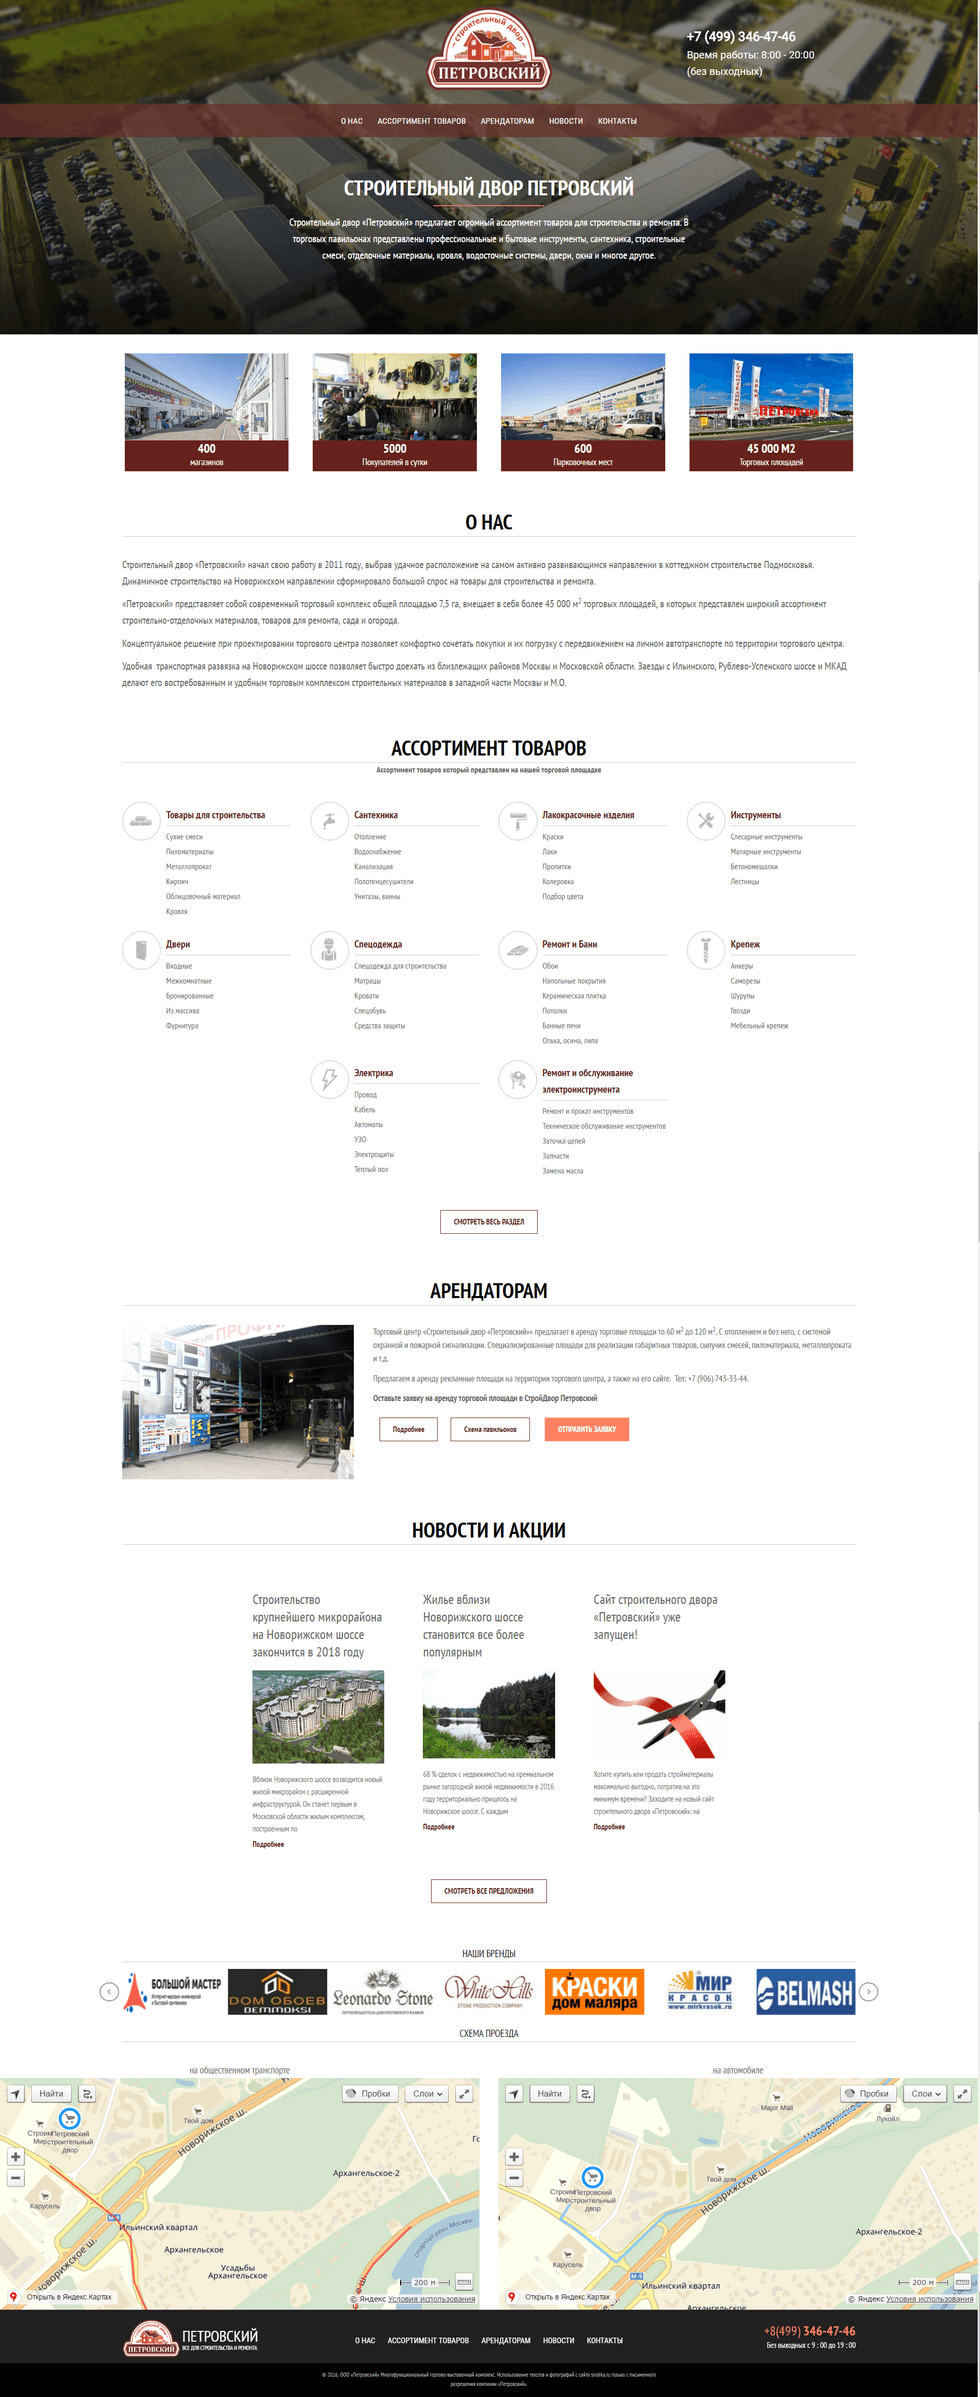 строительный двор
ПЕТРОВСКИЙ
+7 (499) 346-47-46
Время работы: 8:00 - 20:00
(без выходных)
О НАС АССОРТИМЕНТ ТОВАРОВ АРЕНДАТОРАМ НОВОСТИ КОНТАКТЫ
СТРОИТЕЛЬНЫЙ ДВОР ПЕТРОВСКИЙ
Строительный двор «Петровский» предлагает огромный ассортимент товаров для строительства и ремонта. В
торговых павильонах представлены профессиональные и бытовые инструменты, сантехника, строительные
смеси, отделочные материалы, кровля, водосточные системы, двери, окна и многое другое.
400
магазинов
5000
Покупателей в сутки
600
Парковочных мест
45 000 М2
Торговых площадей
О НАС
Строительный двор «Петровский» начал свою работу в 2011 году, выбрав удачное расположение на самом активно развивающимся направлении в коттеджном строительстве Подмосковья.
Динамичное строительство на Новорижском направлении сформировало большой спрос на товары для строительства и ремонта.
«Петровский» представляет собой современный торговый комплекс общей площадью 7,5 га, вмещает в себя более 45 000 м2 торговых площадей, в которых представлен широкий ассортимент
строительно-отделочных материалов, товаров для ремонта, сада и огорода.
Концептуальное решение при проектировании торгового центра позволяет комфортно сочетать покупки и их погрузку с передвижением на личном автотранспорте по территории торгового центра.
Удобная транспортная развязка на Новорижском шоссе позволяет быстро доехать из близлежащих районов Москвы и Московской области. Заезды с Ильинского, Рублево-Успенского шоссе и МКАД
делают его востребованным и удобным торговым комплексом строительных материалов в западной части Москвы и М.О.
АССОРТИМЕНТ ТОВАРОВ
Ассортимент товаров который представлен на нашей торговой площадке
Товары для строительства
Сухие смеси
Пиломатериалы
Металлопрокат
Кирпич
Облицовочный материал
Кровля
Сантехника
Отопление
Водоснабжение
Канализация
Полотенцесушители
Унитазы, ванны
Лакокрасочные изделия
Краски
Лаки
Пропитки
Колеровка
Подбор цвета
Инструменты
Слесарные инструменты
Малярные инструменты
Бетономешалки
Лестницы
Двери
Входные
Межкомнатные
Бронированные
Из массива
Фурнитура
Спецодежда
Спецодежда для строительства
Матрацы
Кровати
Спецобувь
Средства защиты
Ремонт и Бани
Обои
Напольные покрытия
Керамическая плитка
Потолки
Банные печи
Ольха, осина, липа
Крепеж
Анкеры
Саморезы
Шурупы
Гвозди
Мебельный крепеж
Электрика
Провод
Кабель
Автоматы
УЗО
Электрощиты
Теплый пол
Ремонт и обслуживание
электроинструмента
Ремонт и прокат инструментов
Техническое обслуживание инструментов
Заточка цепей
Запчасти
Замена масла
СМОТРЕТЬ ВЕСЬ РАЗДЕЛ
АРЕНДАТОРАМ
Торговый центр «Строительный двор «Петровский»» предлагает в аренду торговые площади то 60 м2 до 120 м2. С отоплением и без него, с системой
охранной и пожарной сигнализации. Специализированные площади для реализации габаритных товаров, сыпучих смесей, пиломатериала, металлопроката
и т.д.
Предлагаем в аренду рекламные площади на территории торгового центра, а также на его сайте. Тел: +7 (906) 743-33-44.
Оставьте заявку на аренду торговой площади в СтройДвор Петровский
Подробнее Схема павильонов ОТПРАВИТЬ ЗАЯВКУ
НОВОСТИ И АКЦИИ
Строительство
крупнейшего микрорайона
на Новорижском шоссе
закончится в 2018 году
Вблизи Новорижского шоссе возводится новый
жилой микрорайон с расширенной
инфраструктурой. Он станет первым в
Московской области жилым комплексом,
построенным по
Подробнее
Жилье вблизи
Новорижского шоссе
становится все более
популярным
68 % сделок с недвижимостью на премиальном
рынке загородной жилой недвижимости в 2016
году территориально пришлось на
Новорижское шоссе. С каждым
Подробнее
Сайт строительного двора
«Петровский» уже
запущен!
Хотите купить или продать стройматериалы
максимально выгодно, потратив на это
минимум времени? Заходите на новый сайт
строительного двора «Петровский»: на
Подробнее
СМОТРЕТЬ ВСЕ ПРЕДЛОЖЕНИЯ
НАШИ БРЕНДЫ
БОЛЬШОЙ МАСТЕР
ДОМ ОБОЕВ
DEMMOKSI
Leonardo Stone
White Hills
STONE PRODUCTION COMPANY
КРАСКИ
дом маляра
МИР
КРАСОК
www.mirkrasok.ru
BELMASH
СХЕМА ПРОЕЗДА
на общественном транспорте
на автомобиле
Найти Пробки Слои
Твой дом
Строим Петровский
Мир строительный
двор
Новорижское ш.
Карусель
Архангельское-2
М-9
Ильинский квартал
Архангельское
Усадьбы
Архангельское
старица реки Москвы
Новорижское ш.
200 м
Открыть в Яндекс.Картах
© Яндекс Условия использования
Найти Пробки Слои
Major Mall
Лукойл
Новорижское
Твой дом
Строим Петровский
Мир строительный
двор
Новорижское ш.
Карусель
Архангельское-2
М-9
Ильинский квартал
Архангельское
200 м
Открыть в Яндекс.Картах
© Яндекс Условия использования
ПЕТРОВСКИЙ
ПЕТРОВСКИЙ
ВСЕ ДЛЯ СТРОИТЕЛЬСТВА И РЕМОНТА
О НАС АССОРТИМЕНТ ТОВАРОВ АРЕНДАТОРАМ НОВОСТИ КОНТАКТЫ
+8(499) 346-47-46
Без выходных с 9 : 00 до 19 : 00
© 2016, ООО «Петровский» Многофункциональный торгово-выставочный комплекс. Использование текстов и фотографий с сайта sindika.ru только с письменного
разрешения компании «Петровский».